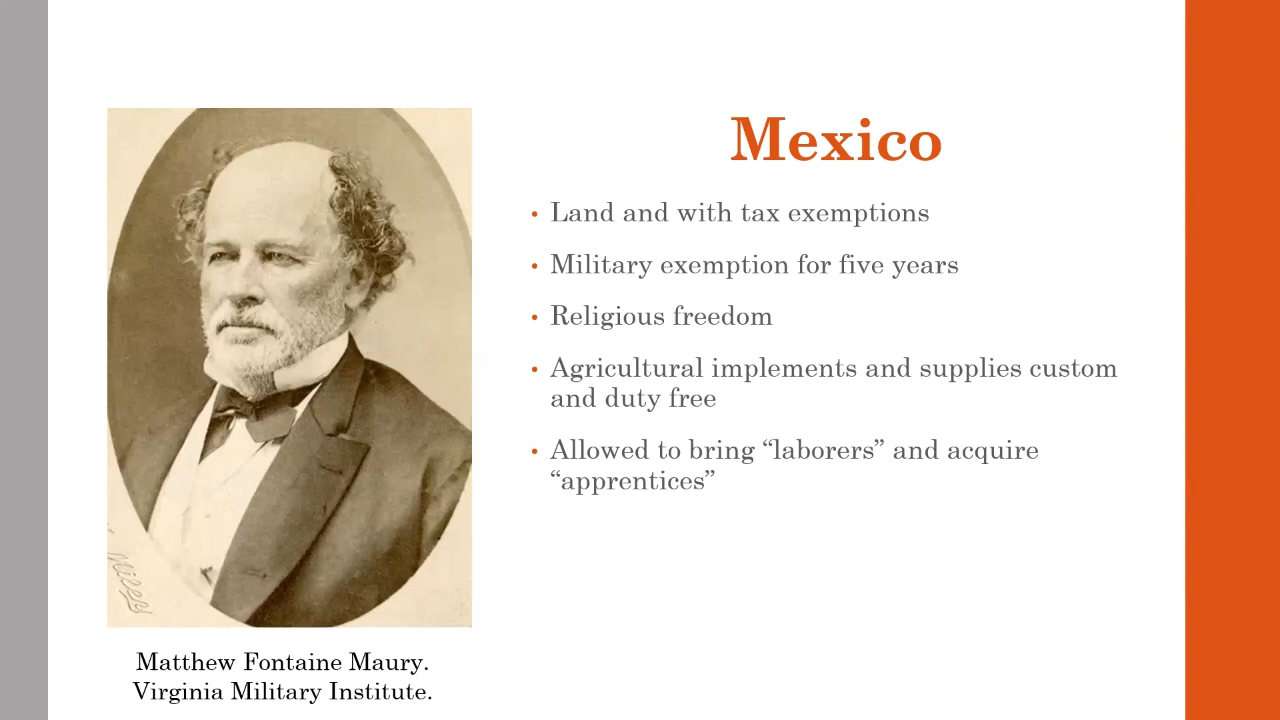 Mexico
• Land and with tax exemptions
• Military exemption for five years
• Religious freedom
• Agricultural implements and supplies custom
and duty free
• Allowed to bring “laborers” and acquire
“apprentices”
Matthew Fontaine Maury.
Virginia Military Institute.